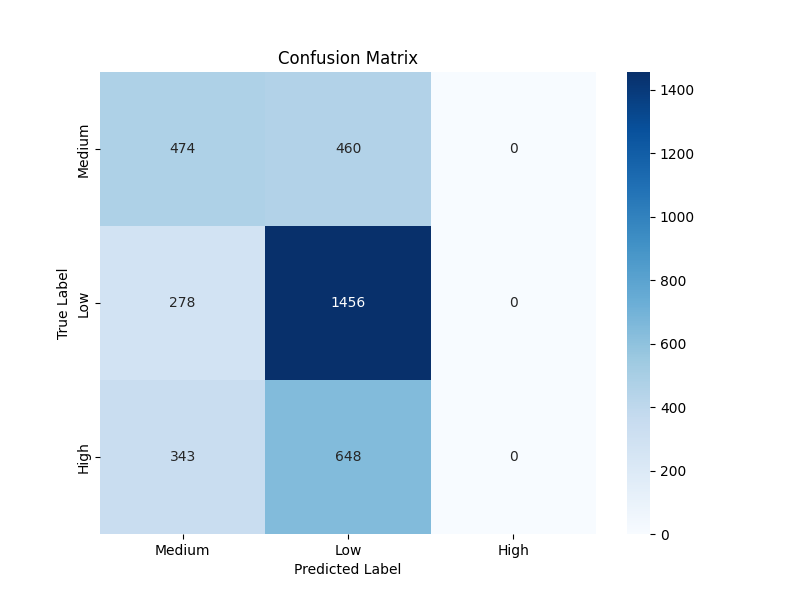 Confusion Matrix
Medium 474 460 0
Low 278 1456 0
High 343 648 0
True Label
Medium Low High
Predicted Label
1400
1200
1000
800
600
400
200
0